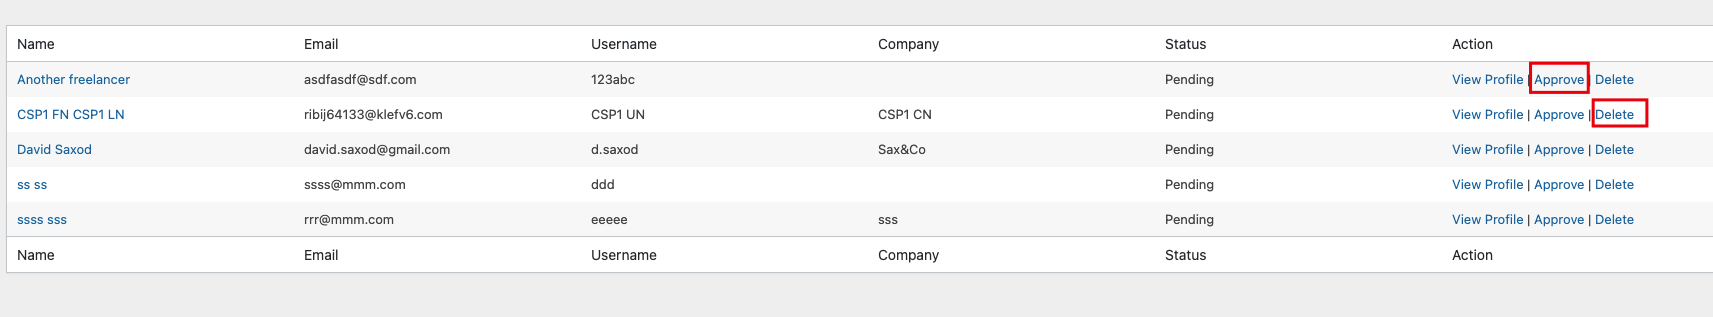 Name Email Username Company Status Action
Another freelancer asdfasdf@sdf.com 123abc Pending View Profile | Approve | Delete
CSP1 FN CSP1 LN ribij64133@klefv6.com CSP1 UN CSP1 CN Pending View Profile | Approve | Delete
David Saxod david.saxod@gmail.com d.saxod Sax&Co Pending View Profile | Approve | Delete
ss ss ssss@mmm.com ddd Pending View Profile | Approve | Delete
ssss sss rrr@mmm.com eeeee sss Pending View Profile | Approve | Delete
Name Email Username Company Status Action